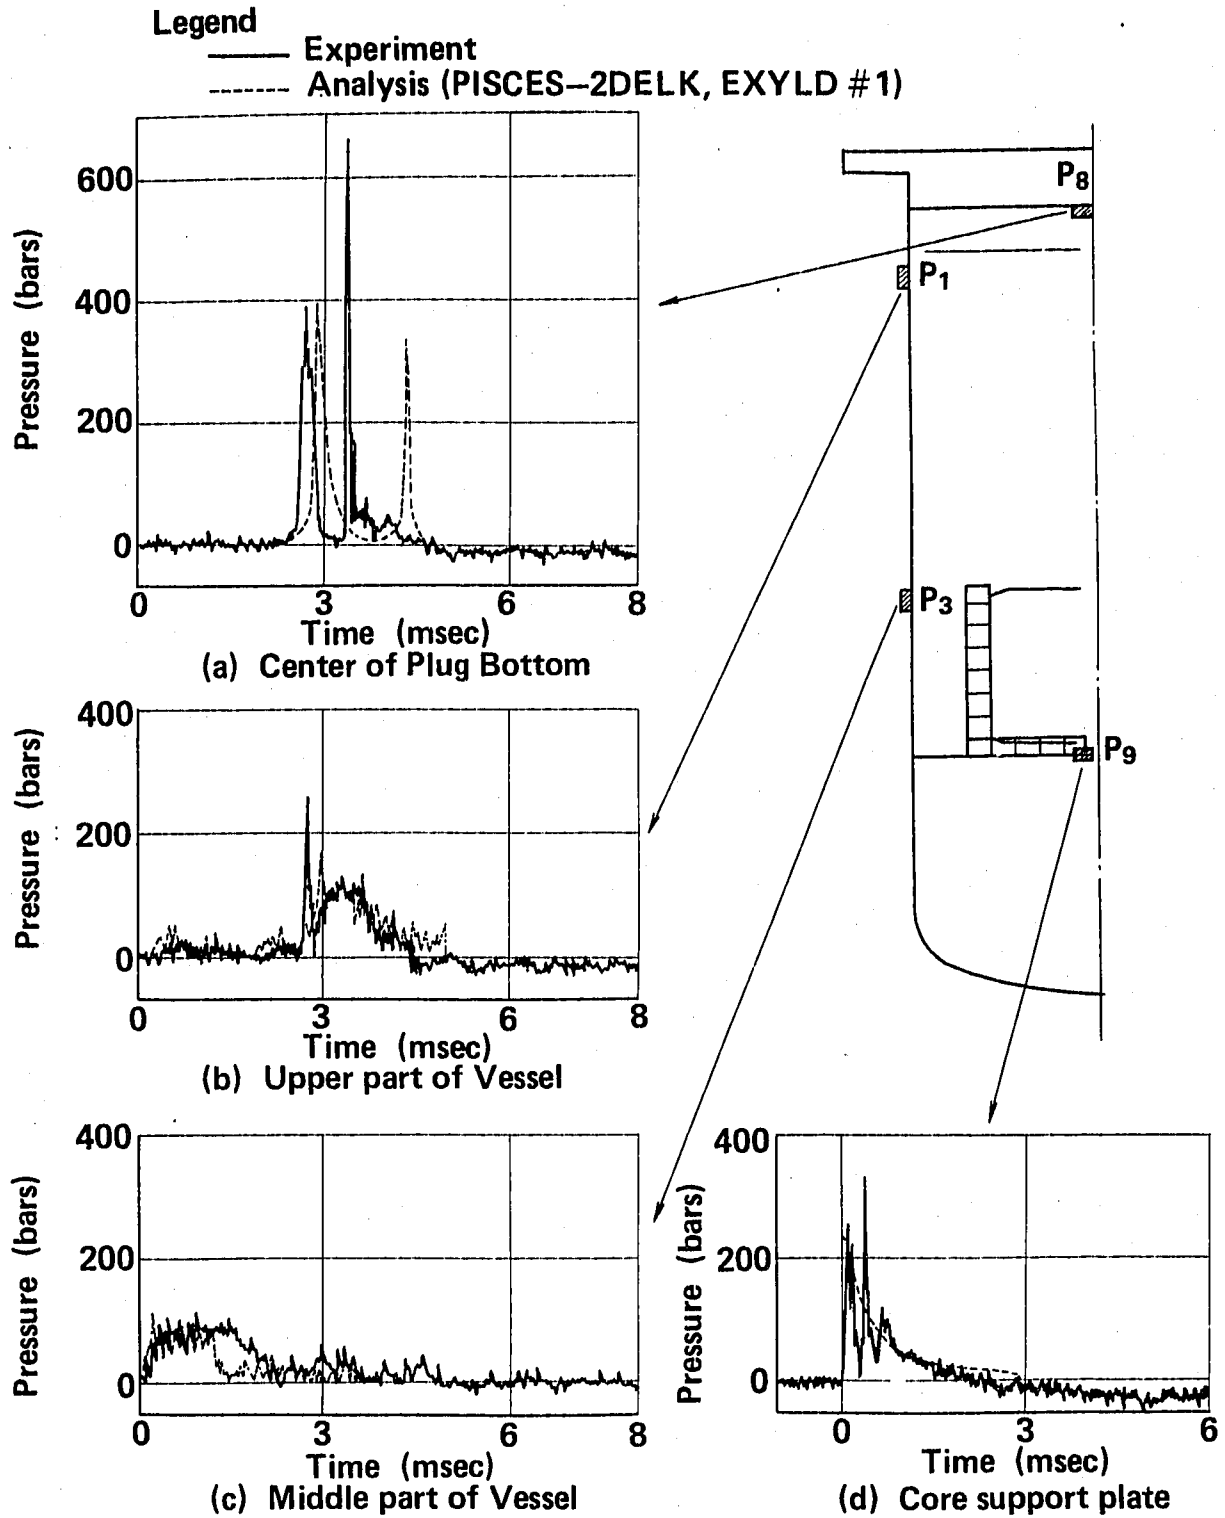 Legend
Experiment
Analysis (PISCES–2DELK, EXYLD #1)
600
400
200
0
Pressure (bars)
0 3 6 8
Time (msec)
(a) Center of Plug Bottom
P8
P1
P3
P9
400
200
0
Pressure (bars)
0 3 6 8
Time (msec)
(b) Upper part of Vessel
400
200
0
Pressure (bars)
0 3 6 8
Time (msec)
(c) Middle part of Vessel
400
200
0
Pressure (bars)
0 3 6
Time (msec)
(d) Core support plate